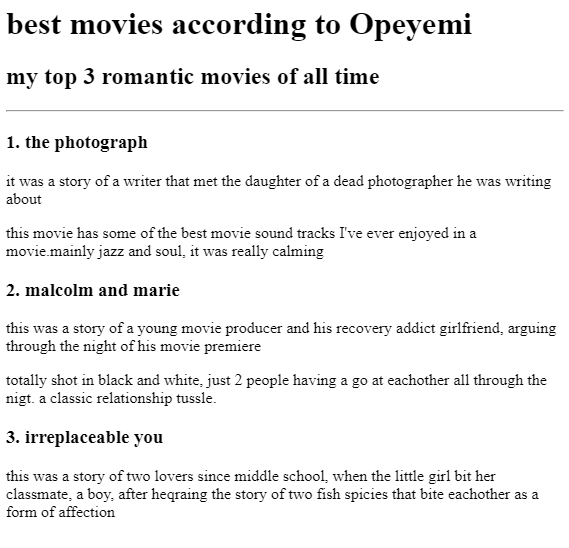 best movies according to Opeyemi
my top 3 romantic movies of all time
1. the photograph
it was a story of a writer that met the daughter of a dead photographer he was writing
about
this movie has some of the best movie sound tracks I've ever enjoyed in a
movie.mainly jazz and soul, it was really calming
2. malcolm and marie
this was a story of a young movie producer and his recovery addict girlfriend, arguing
through the night of his movie premiere
totally shot in black and white, just 2 people having a go at eachother all through the
nigt. a classic relationship tussle.
3. irreplaceable you
this was a story of two lovers since middle school, when the little girl bit her
classmate, a boy, after heqraing the story of two fish spicies that bite eachother as a
form of affection